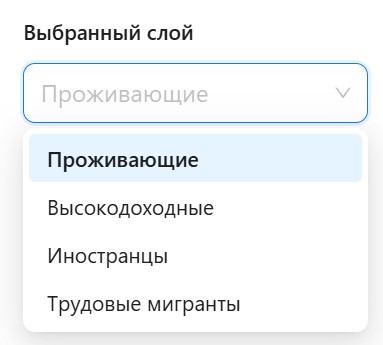 Выбранный слой
Проживающие
Проживающие
Высокодоходные
Иностранцы
Трудовые мигранты